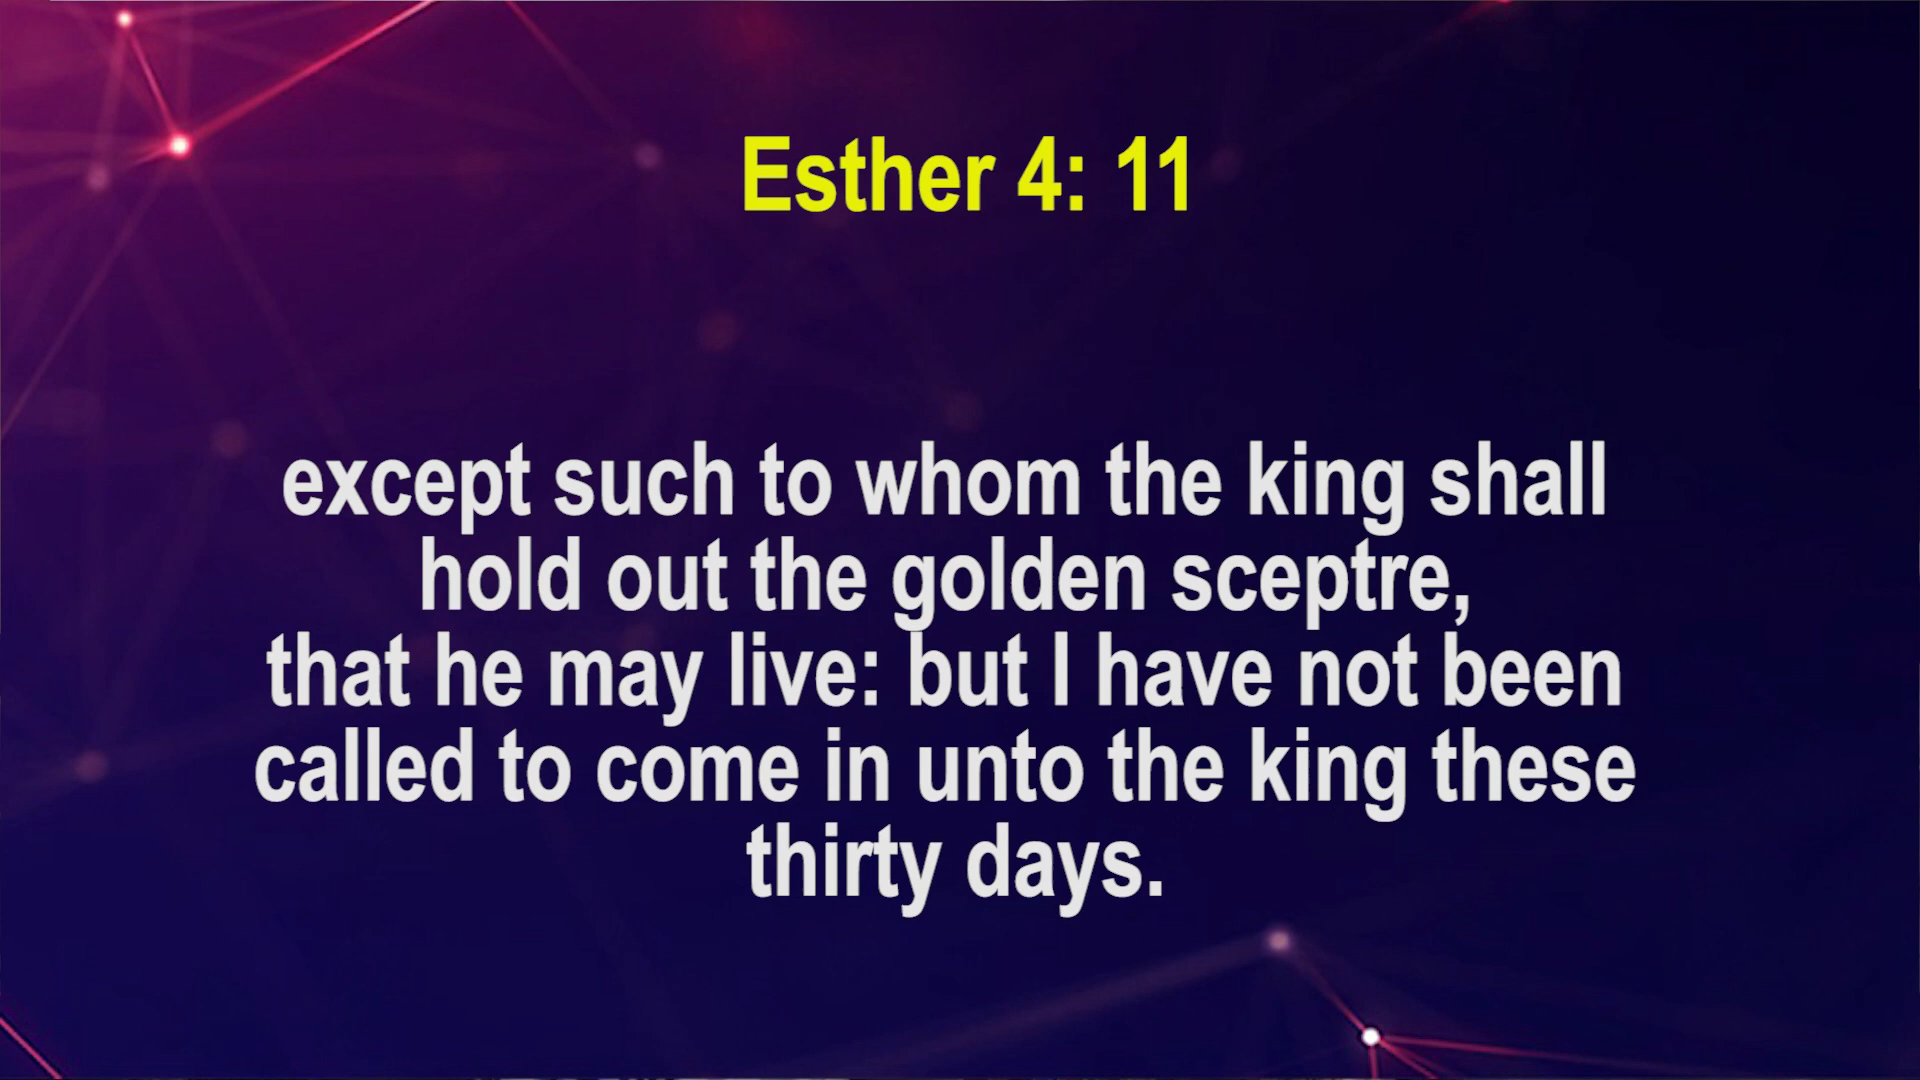 Esther 4: 11
except such to whom the king shall
hold out the golden sceptre,
that he may live: but I have not been
called to come in unto the king these
thirty days.